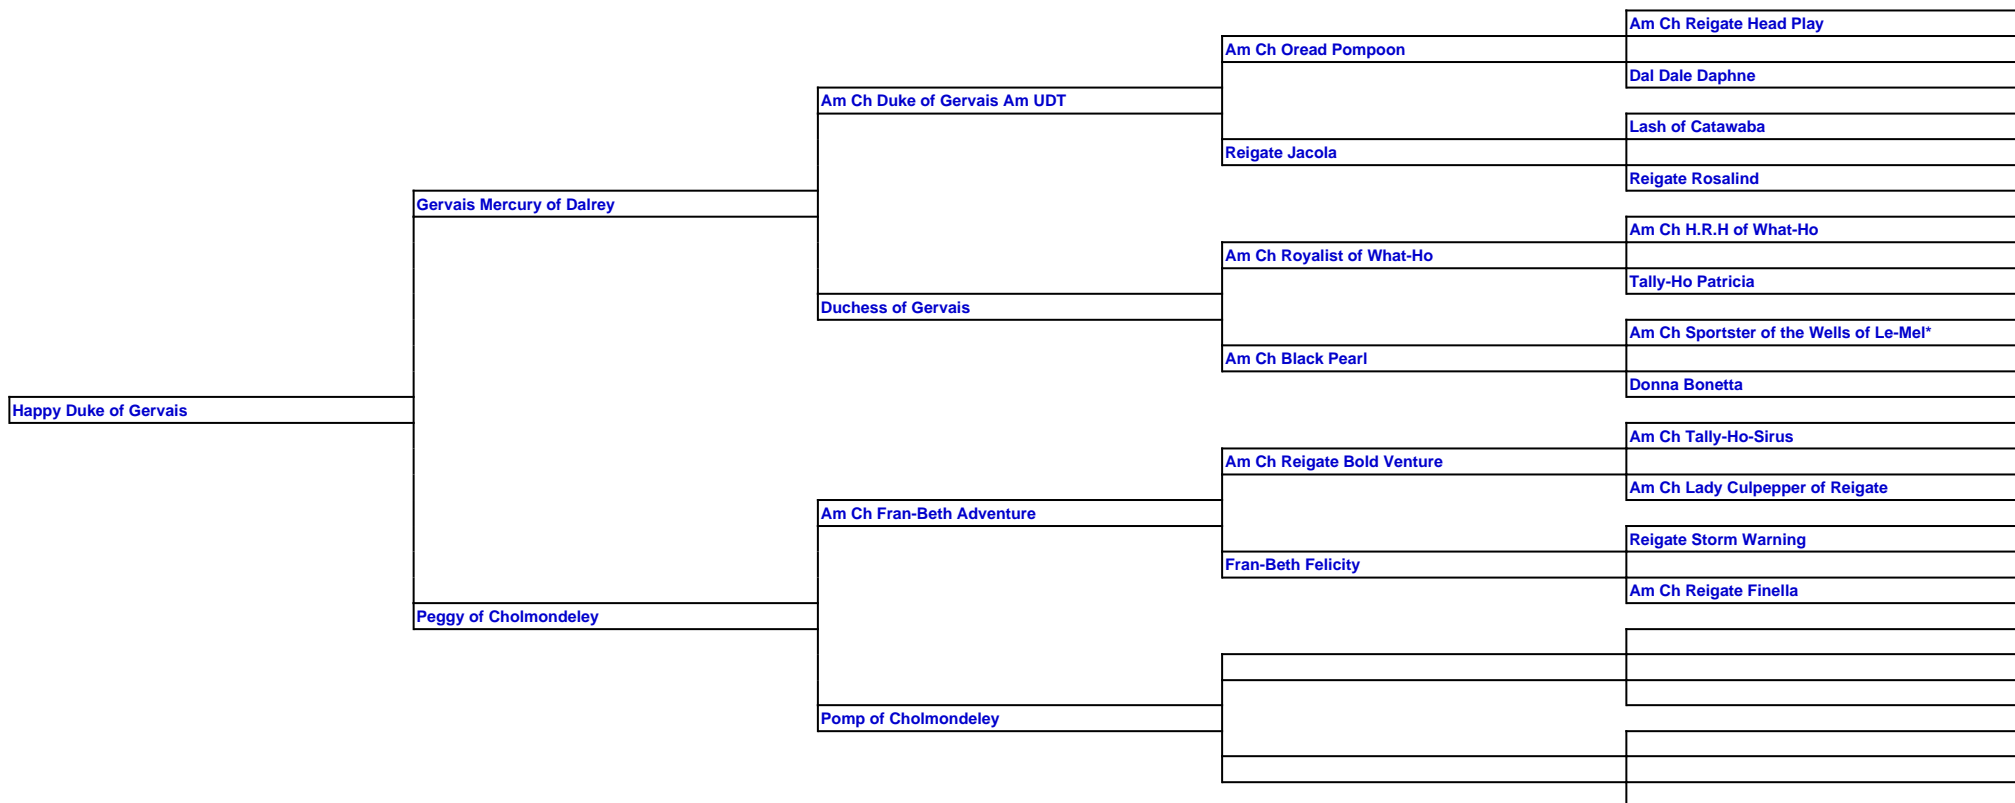 Am Ch Reigate Head Play
Am Ch Oread Pompoon
Dal Dale Daphne
Am Ch Duke of Gervais Am UDT
Lash of Catawaba
Reigate Jacola
Reigate Rosalind
Gervais Mercury of Dalrey
Am Ch H.R.H of What-Ho
Am Ch Royalist of What-Ho
Tally-Ho Patricia
Duchess of Gervais
Am Ch Sportster of the Wells of Le-Mel*
Am Ch Black Pearl
Donna Bonetta
Happy Duke of Gervais
Am Ch Tally-Ho-Sirus
Am Ch Reigate Bold Venture
Am Ch Lady Culpepper of Reigate
Am Ch Fran-Beth Adventure
Reigate Storm Warning
Fran-Beth Felicity
Am Ch Reigate Finella
Peggy of Cholmondeley
Pomp of Cholmondeley